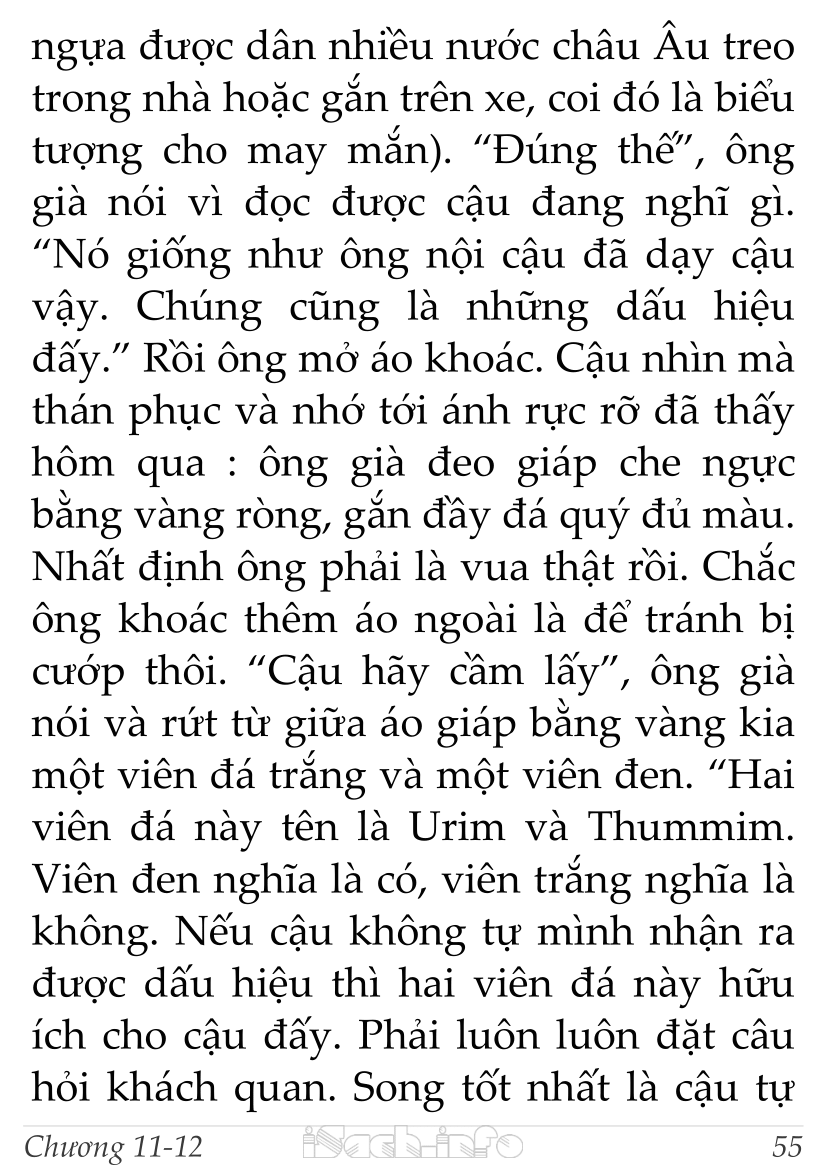 ngựa được dân nhiều nước châu Âu treo
trong nhà hoặc gắn trên xe, coi đó là biểu
tượng cho may mắn). “Đúng thế”, ông
già nói vì đọc được cậu đang nghĩ gì.
“Nó giống như ông nội cậu đã dạy cậu
vậy. Chúng cũng là những dấu hiệu
đấy.” Rồi ông mở áo khoác. Cậu nhìn mà
thán phục và nhớ tới ánh rực rỡ đã thấy
hôm qua : ông già đeo giáp che ngực
bằng vàng ròng, gắn đầy đá quý đủ màu.
Nhất định ông phải là vua thật rồi. Chắc
ông khoác thêm áo ngoài là để tránh bị
cướp thôi. “Cậu hãy cầm lấy”, ông già
nói và rứt từ giữa áo giáp bằng vàng kia
một viên đá trắng và một viên đen. “Hai
viên đá này tên là Urim và Thummim.
Viên đen nghĩa là có, viên trắng nghĩa là
không. Nếu cậu không tự mình nhận ra
được dấu hiệu thì hai viên đá này hữu
ích cho cậu đấy. Phải luôn luôn đặt câu
hỏi khách quan. Song tốt nhất là cậu tự
Chương 11-12 iSach.info 55